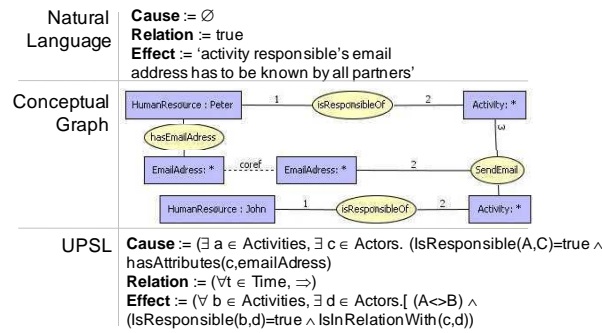 Natural Language
Cause := ∅
Relation := true
Effect := ‘activity responsible’s email
address has to be known by all partners’
Conceptual Graph
HumanResource : Peter 1 isResponsibleOf 2 Activity: *
hasEmailAdress 3
EmailAdress: * coref EmailAdress: * 2 SendEmail
HumanResource : John 1 isResponsibleOf 2 Activity: *
UPSL
Cause := (∃ a ∈ Activities, ∃ c ∈ Actors. (IsResponsible(A,C)=true ∧
hasAttributes(c,emailAdress)
Relation := (∀t ∈ Time, ⇒)
Effect := (∀ b ∈ Activities, ∃ d ∈ Actors.[ (A<>B) ∧
(IsResponsible(b,d)=true ∧ IsInRelationWith(c,d))